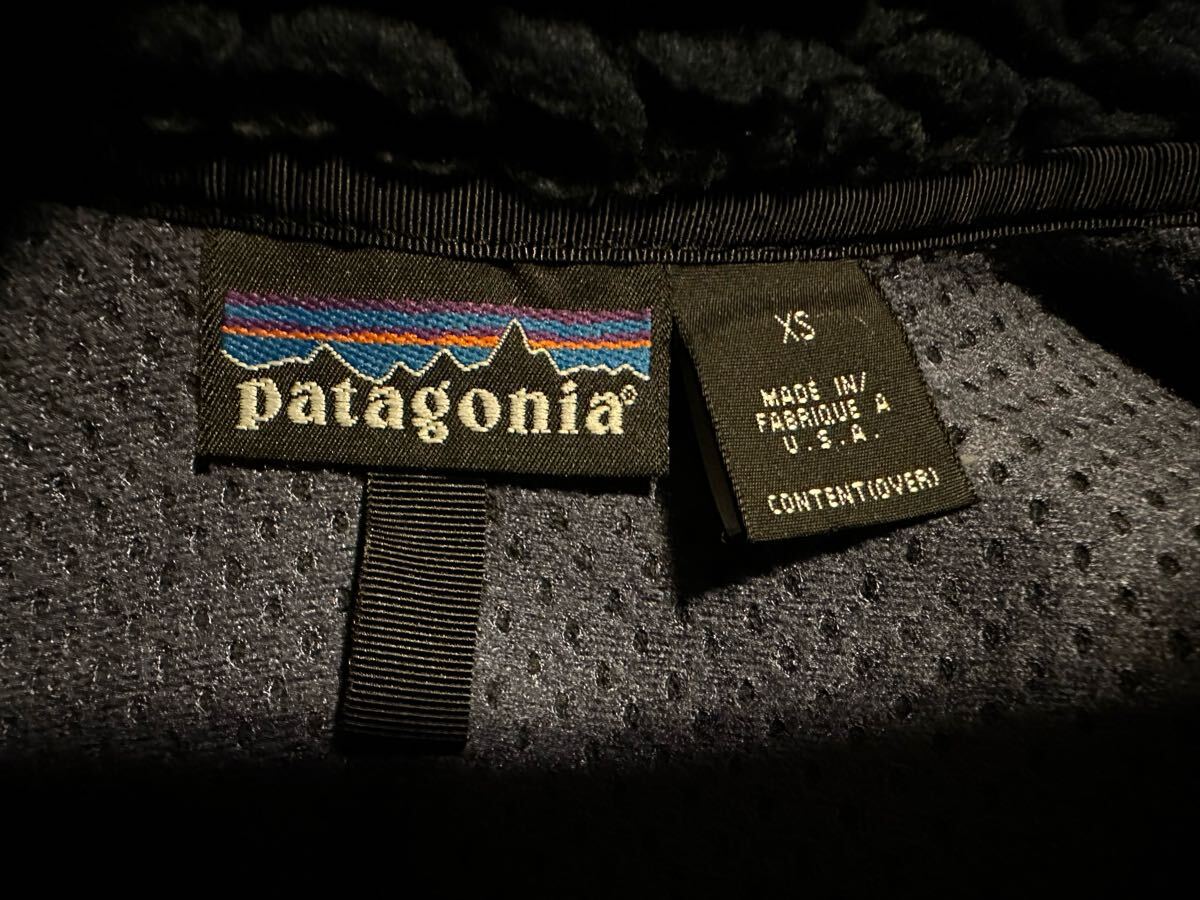 patagonia®
XS
MADE IN/
FABRIQUE A
U.S.A.
CONTENT(OVER)